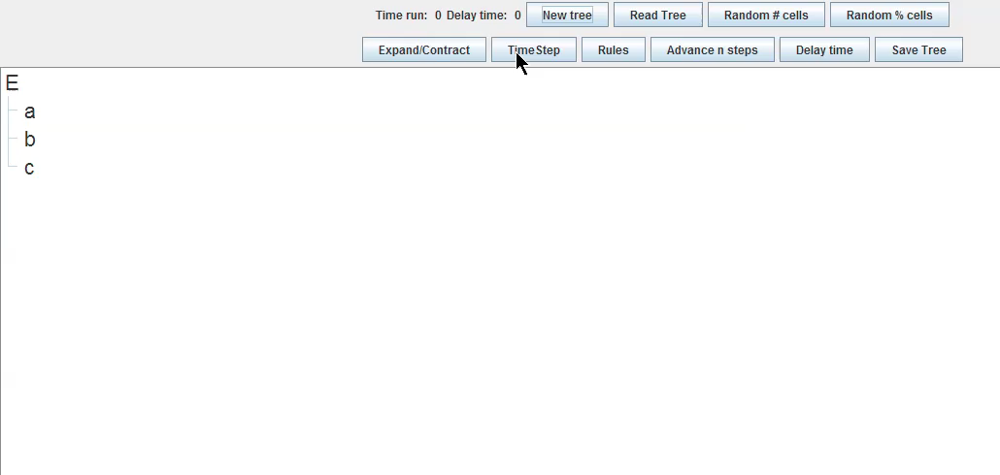 Time run: 0 Delay time: 0 New tree Read Tree Random # cells Random % cells
Expand/Contract TimeStep Rules Advance n steps Delay time Save Tree
E
a
b
c